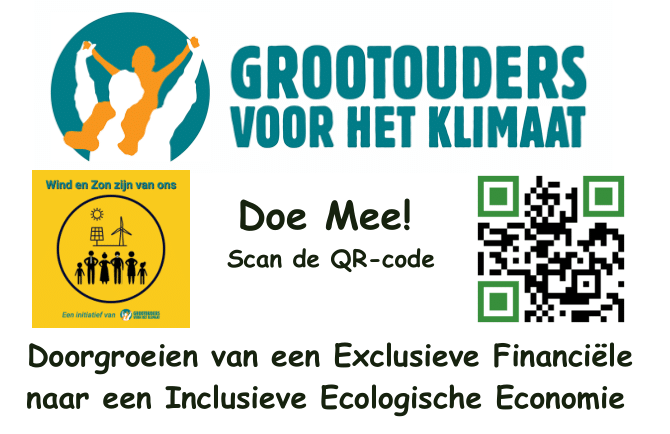 GROOTOUDERS
VOOR HET KLIMAAT
Wind en Zon zijn van ons
Doe Mee!
Scan de QR-code
Een initiatief van GROOTOUDERS
VOOR HET KLIMAAT
Doorgroeien van een Exclusieve Financiële
naar een Inclusieve Ecologische Economie